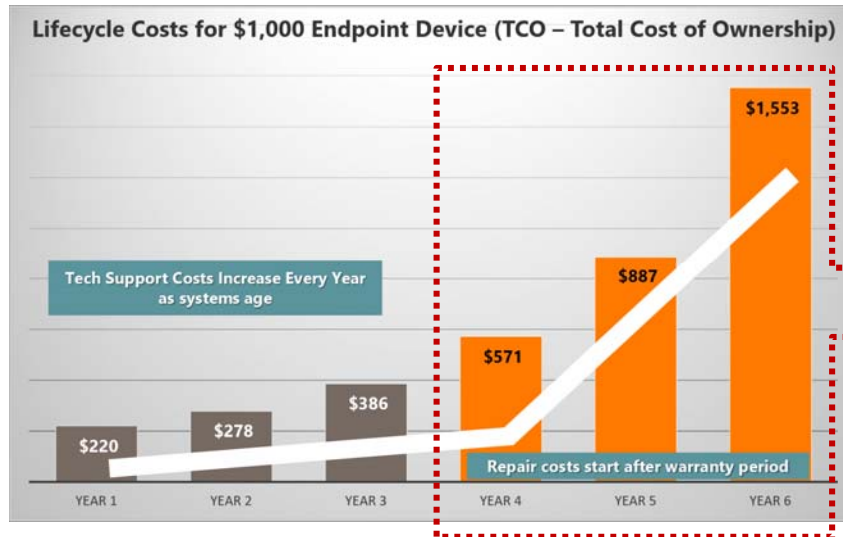 Lifecycle Costs for $1,000 Endpoint Device (TCO – Total Cost of Ownership)
$1,553
Tech Support Costs Increase Every Year
as systems age
$887
$571
$386
$278
$220
Repair costs start after warranty period
YEAR 1 YEAR 2 YEAR 3 YEAR 4 YEAR 5 YEAR 6